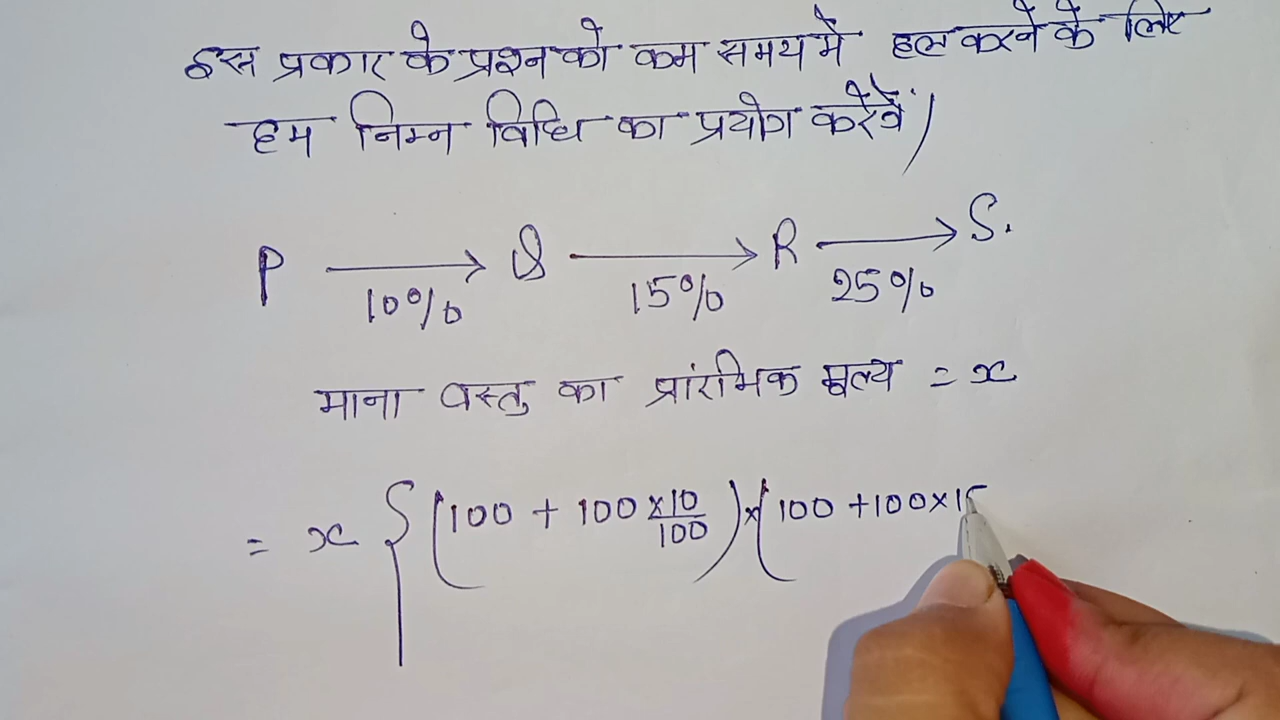 इस प्रकार के प्रश्न को कम समय में हल करने के लिए
हम निम्न विधि का प्रयोग करेंगें।
P → Q → R → S.
10% 15% 25%
माना वस्तु का प्रारंभिक मूल्य = x
= x { (100 + 100 × 10/100) × (100 + 100 × 15